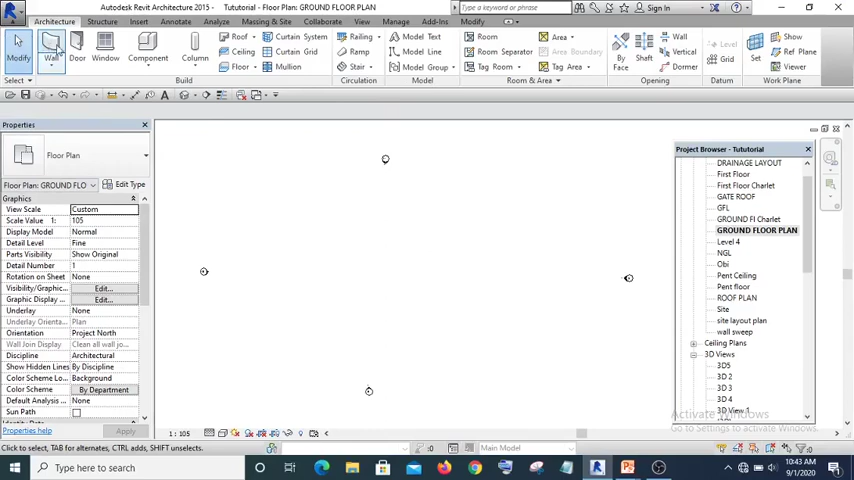 Autodesk Revit Architecture 2015 - Tututorial - Floor Plan: GROUND FLOOR PLAN
Type a keyword or phrase
Sign In
Architecture Structure Insert Annotate Analyze Massing & Site Collaborate View Manage Add-Ins Modify
Modify Wall Door Window Component Column
Roof Curtain System Railing Model Text Room Area Wall Show
Ceiling Curtain Grid Ramp Model Line Room Separator Area Boundary Vertical Ref Plane
Floor Mullion Stair Model Group Tag Room Tag Area Dormer Viewer
By Face Shaft Level Grid Set
Select Build Circulation Model Room & Area Opening Datum Work Plane
Properties
Floor Plan
Floor Plan: GROUND FLO Edit Type
Graphics
View Scale Custom
Scale Value 1: 105
Display Model Normal
Detail Level Fine
Parts Visibility Show Original
Detail Number 1
Rotation on Sheet None
Visibility/Graphic... Edit...
Graphic Display ... Edit...
Underlay None
Underlay Orienta... Plan
Orientation Project North
Wall Join Display Clean all wall jo...
Discipline Architectural
Show Hidden Lines By Discipline
Color Scheme Lo... Background
Color Scheme By Department
Default Analysis ... None
Sun Path
Properties help Apply
Project Browser - Tututorial
DRAINAGE LAYOUT
First Floor
First Floor Charlet
GATE ROOF
GFL
GROUND Fl Charlet
GROUND FLOOR PLAN
Level 4
NGL
Obi
Pent Ceiling
Pent floor
ROOF PLAN
Site
site layout plan
wall sweep
Ceiling Plans
3D Views
3D5
3D 2
3D 3
3D 4
3D View 1
Activate Windows
Go to Settings to activate Windows.
1 : 105
Click to select, TAB for alternates, CTRL adds, SHIFT unselects.
:0 Main Model :0
Type here to search
10:43 AM
9/1/2020